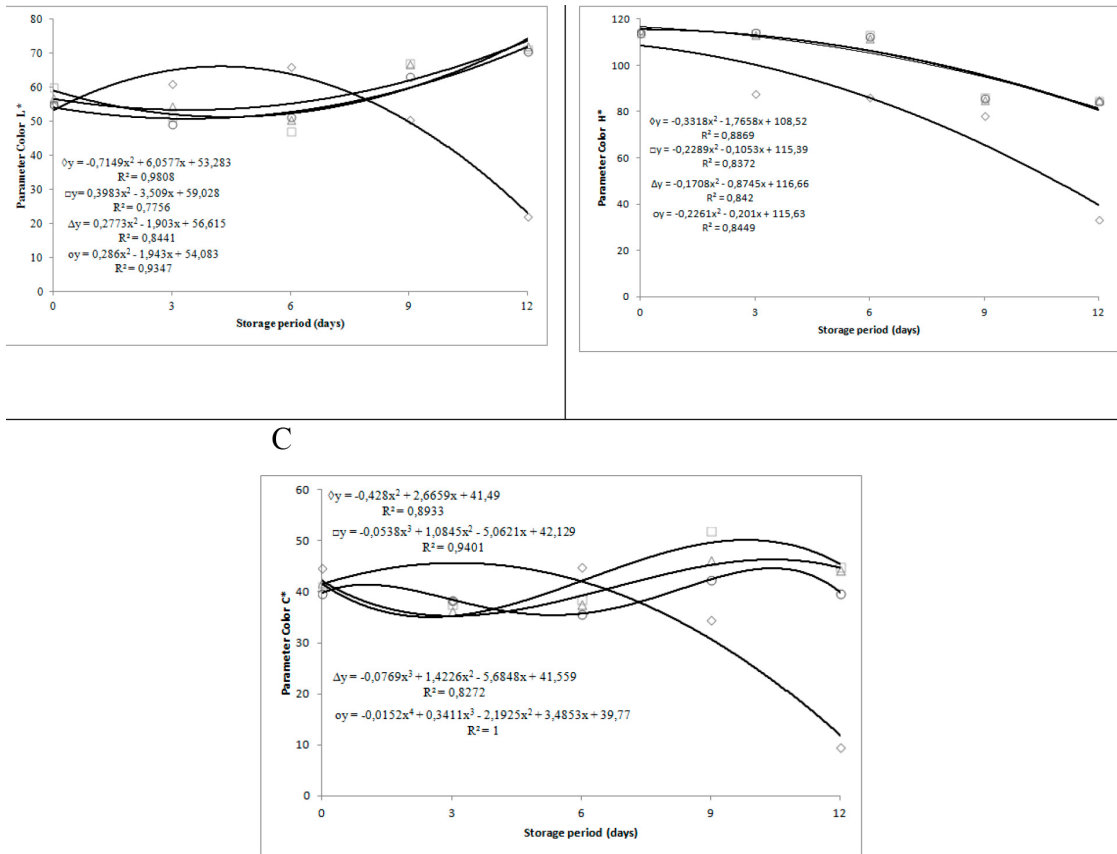 80
70
60
50
40
30
20
10
0
Parameter Color L*
◊y = -0,7149x² + 6,0577x + 53,283
R² = 0,9808
□y= 0,3983x² - 3,509x + 59,028
R² = 0,7756
Δy = 0,2773x² - 1,903x + 56,615
R² = 0,8441
oy = 0,286x² - 1,943x + 54,083
R² = 0,9347
0 3 6 9 12
Storage period (days)
120
100
80
60
40
20
0
Parameter Color H*
◊y = -0,3318x² - 1,7658x + 108,52
R² = 0,8869
□y = -0,2289x² - 0,1053x + 115,39
R² = 0,8372
Δy = -0,1708x² - 0,8745x + 116,66
R² = 0,842
oy = -0,2261x² - 0,201x + 115,63
R² = 0,8449
0 3 6 9 12
Storage period (days)
C
60
50
40
30
20
10
0
Parameter Color C*
◊y = -0,428x² + 2,6659x + 41,49
R² = 0,8933
□y = -0,0538x³ + 1,0845x² - 5,0621x + 42,129
R² = 0,9401
Δy = -0,0769x³ + 1,4226x² - 5,6848x + 41,559
R² = 0,8272
oy = -0,0152x⁴ + 0,3411x³ - 2,1925x² + 3,4853x + 39,77
R² = 1
0 3 6 9 12
Storage period (days)